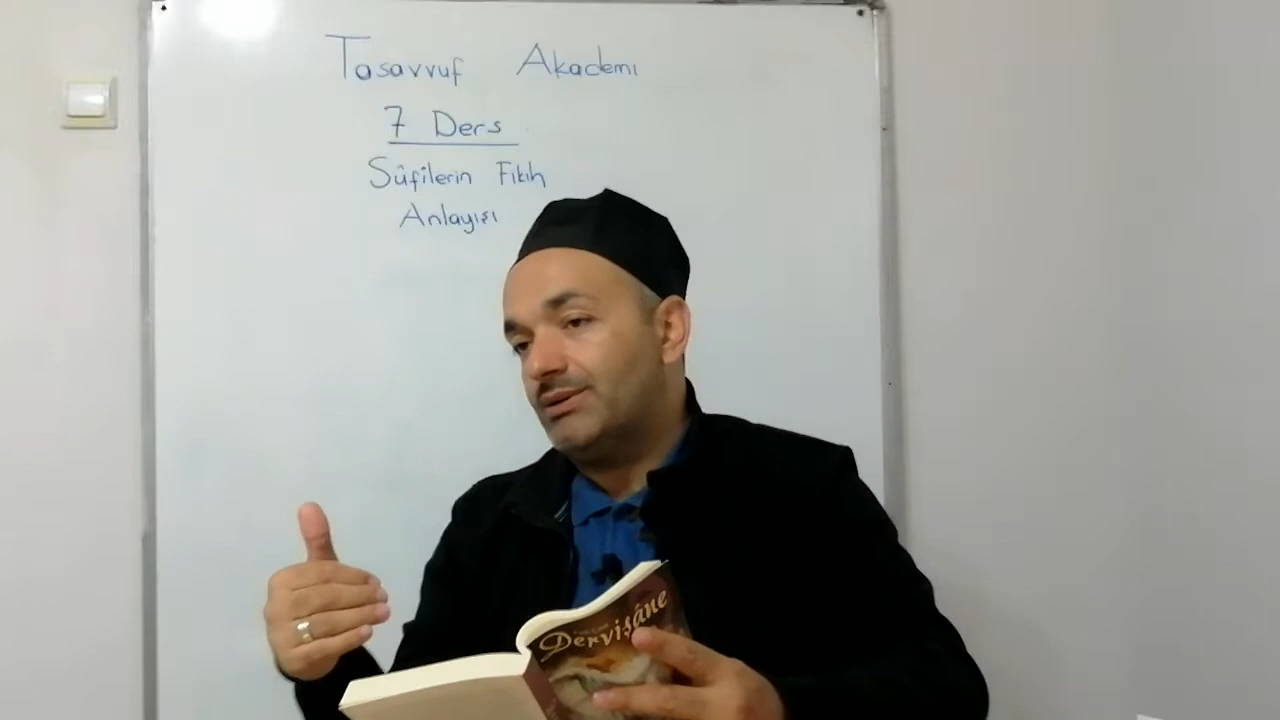 Tasavvuf Akademi
7 Ders
Sûfilerin Fıkıh
Anlayışı
Dervişâne